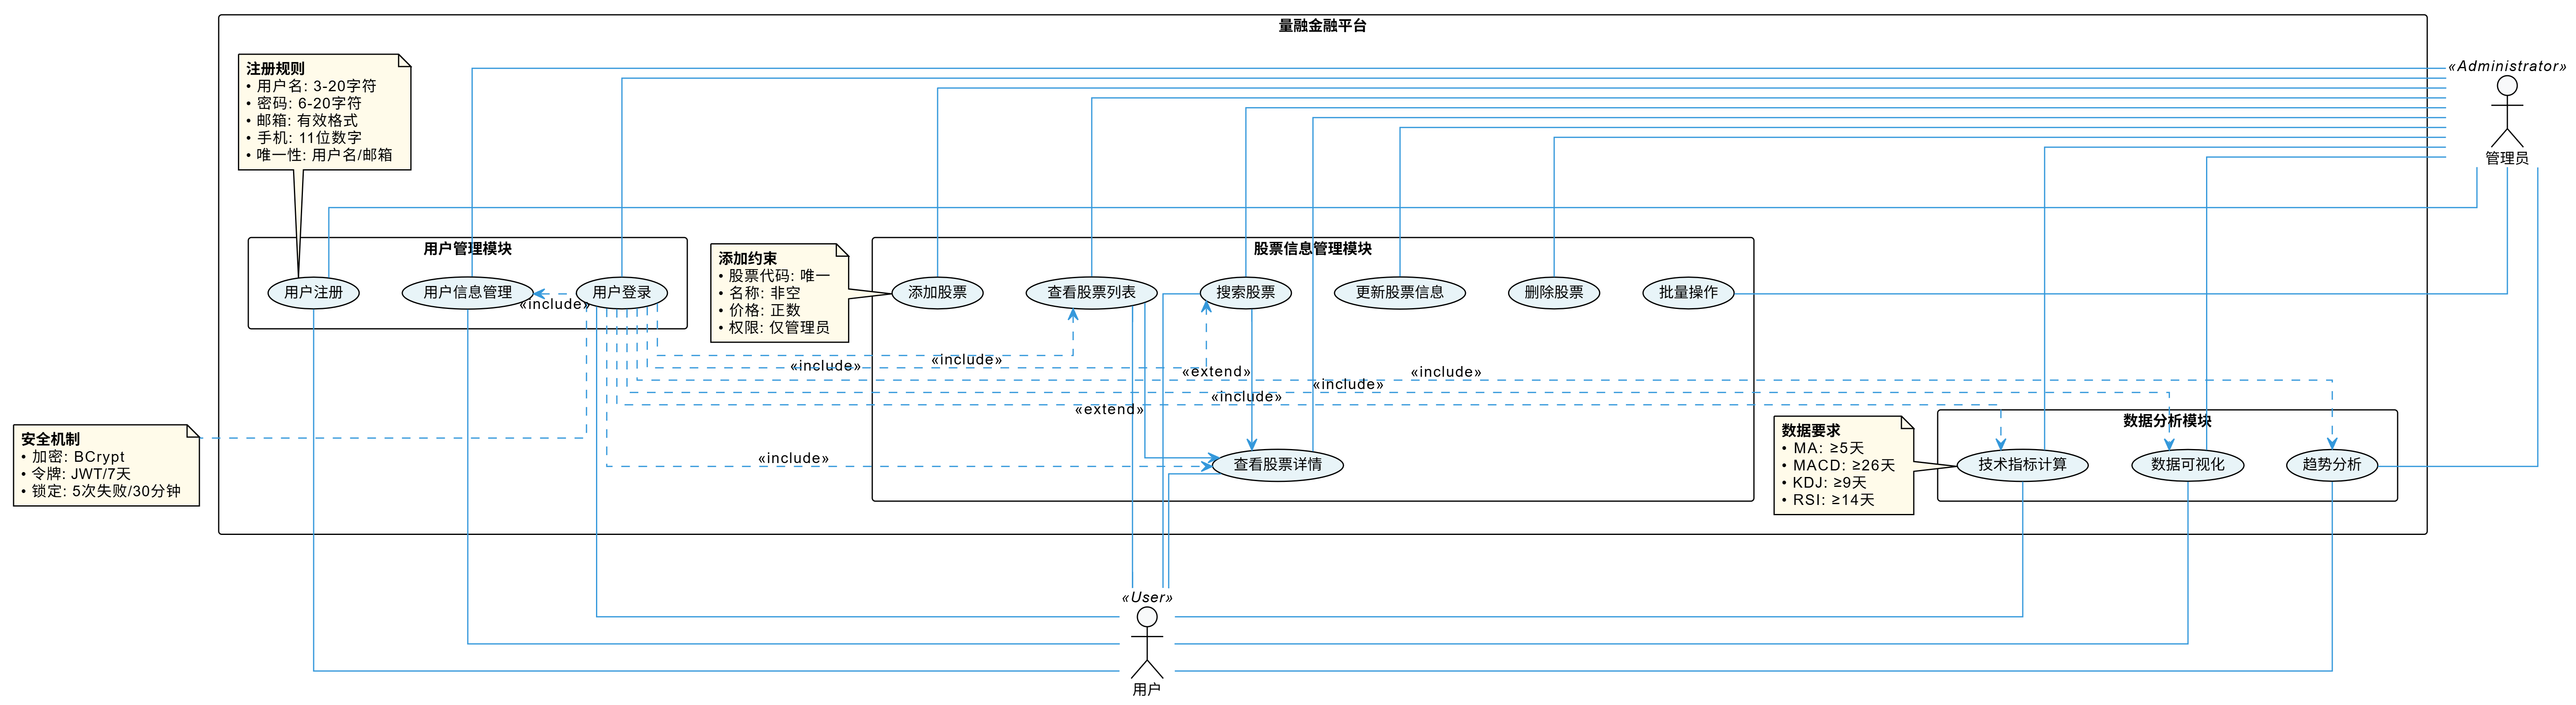 量融金融平台
注册规则
• 用户名: 3-20字符
• 密码: 6-20字符
• 邮箱: 有效格式
• 手机: 11位数字
• 唯一性: 用户名/邮箱
«Administrator»
管理员
用户管理模块
用户注册
用户信息管理
用户登录
«include»
添加约束
• 股票代码: 唯一
• 名称: 非空
• 价格: 正数
• 权限: 仅管理员
股票信息管理模块
添加股票
查看股票列表
搜索股票
更新股票信息
删除股票
批量操作
«include»
«include»
«extend»
«include»
«include»
«include»
«extend»
«include»
查看股票详情
安全机制
• 加密: BCrypt
• 令牌: JWT/7天
• 锁定: 5次失败/30分钟
数据要求
• MA: ≥5天
• MACD: ≥26天
• KDJ: ≥9天
• RSI: ≥14天
数据分析模块
技术指标计算
数据可视化
趋势分析
«User»
用户